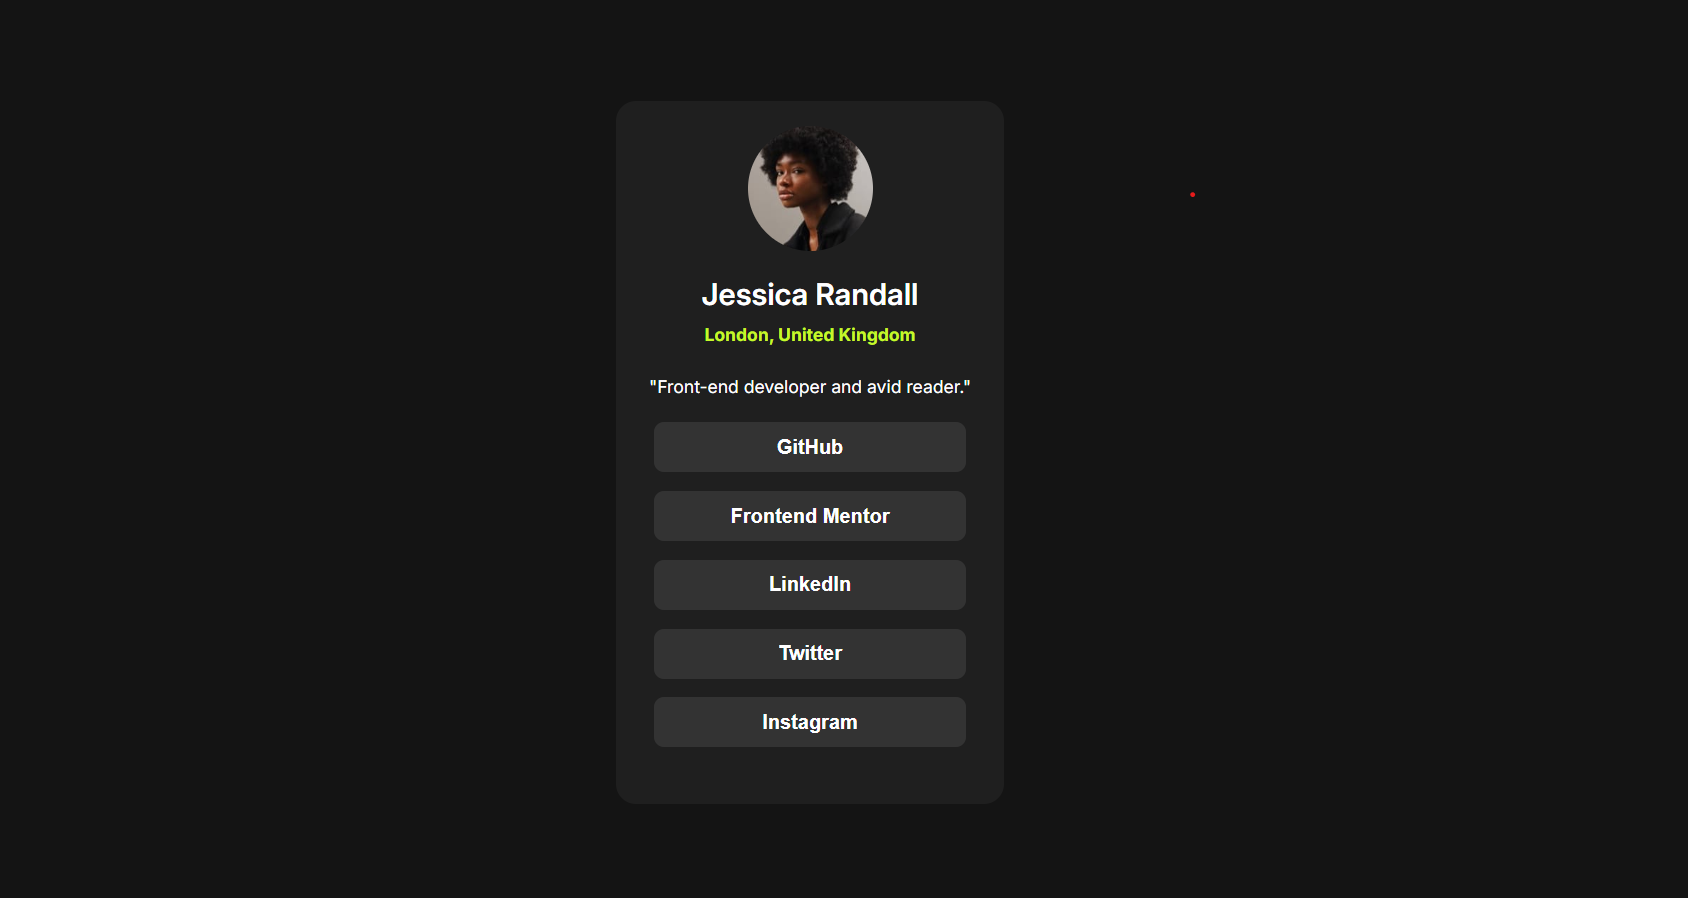 Jessica Randall
London, United Kingdom
"Front-end developer and avid reader."
GitHub
Frontend Mentor
LinkedIn
Twitter
Instagram